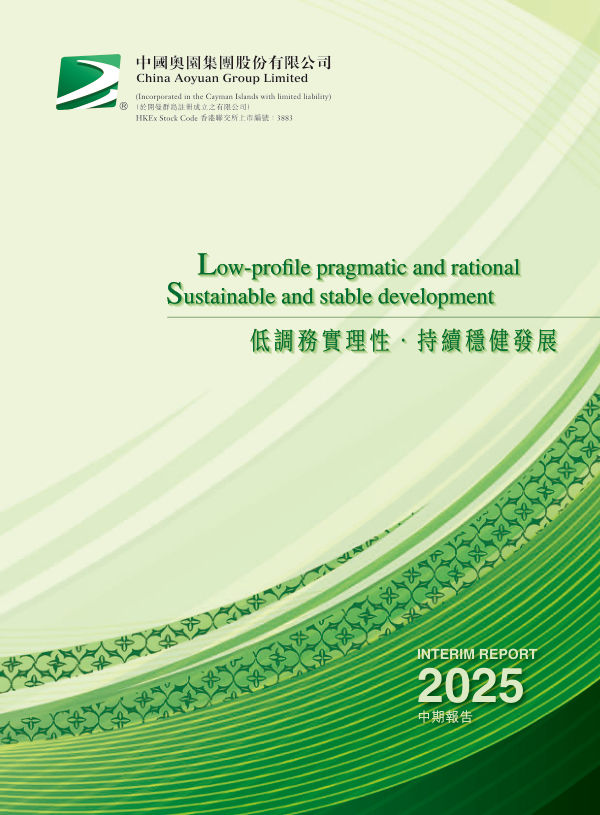 中國奧園集團股份有限公司
China Aoyuan Group Limited
(Incorporated in the Cayman Islands with limited liability)
(於開曼群島註冊成立之有限公司)
HKEx Stock Code 香港聯交所上市編號：3883
®
Low-profile pragmatic and rational
Sustainable and stable development
低調務實理性·持續穩健發展
INTERIM REPORT
2025
中期報告